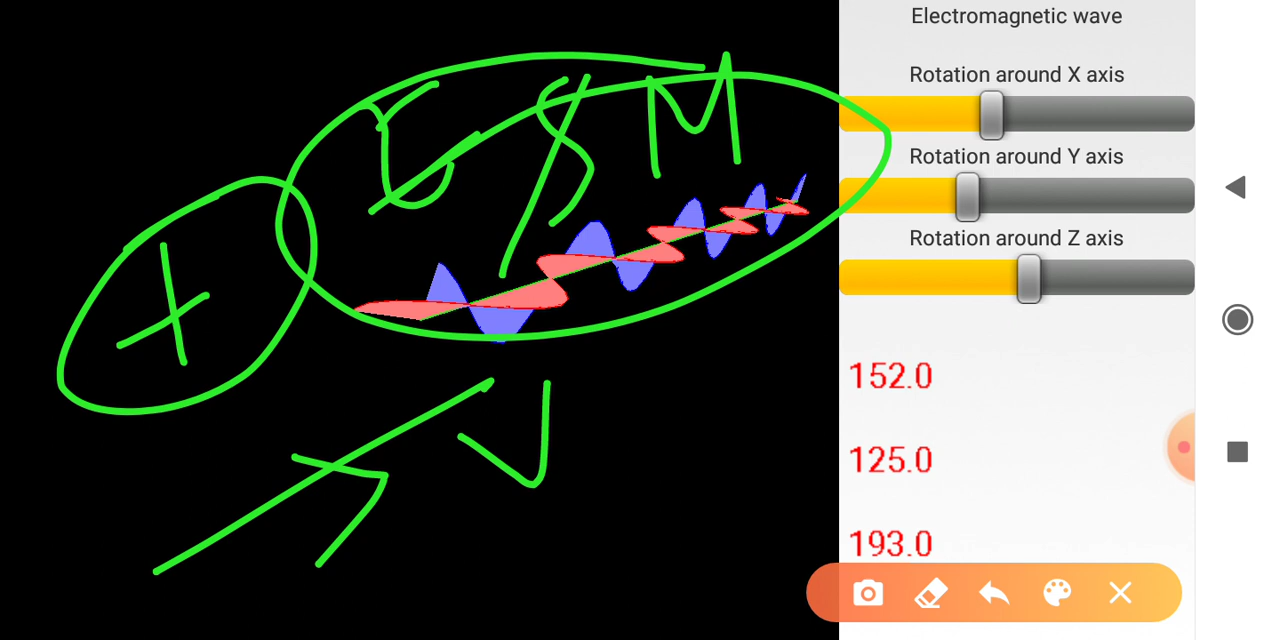 Electromagnetic wave
Rotation around X axis
Rotation around Y axis
Rotation around Z axis
152.0
125.0
193.0